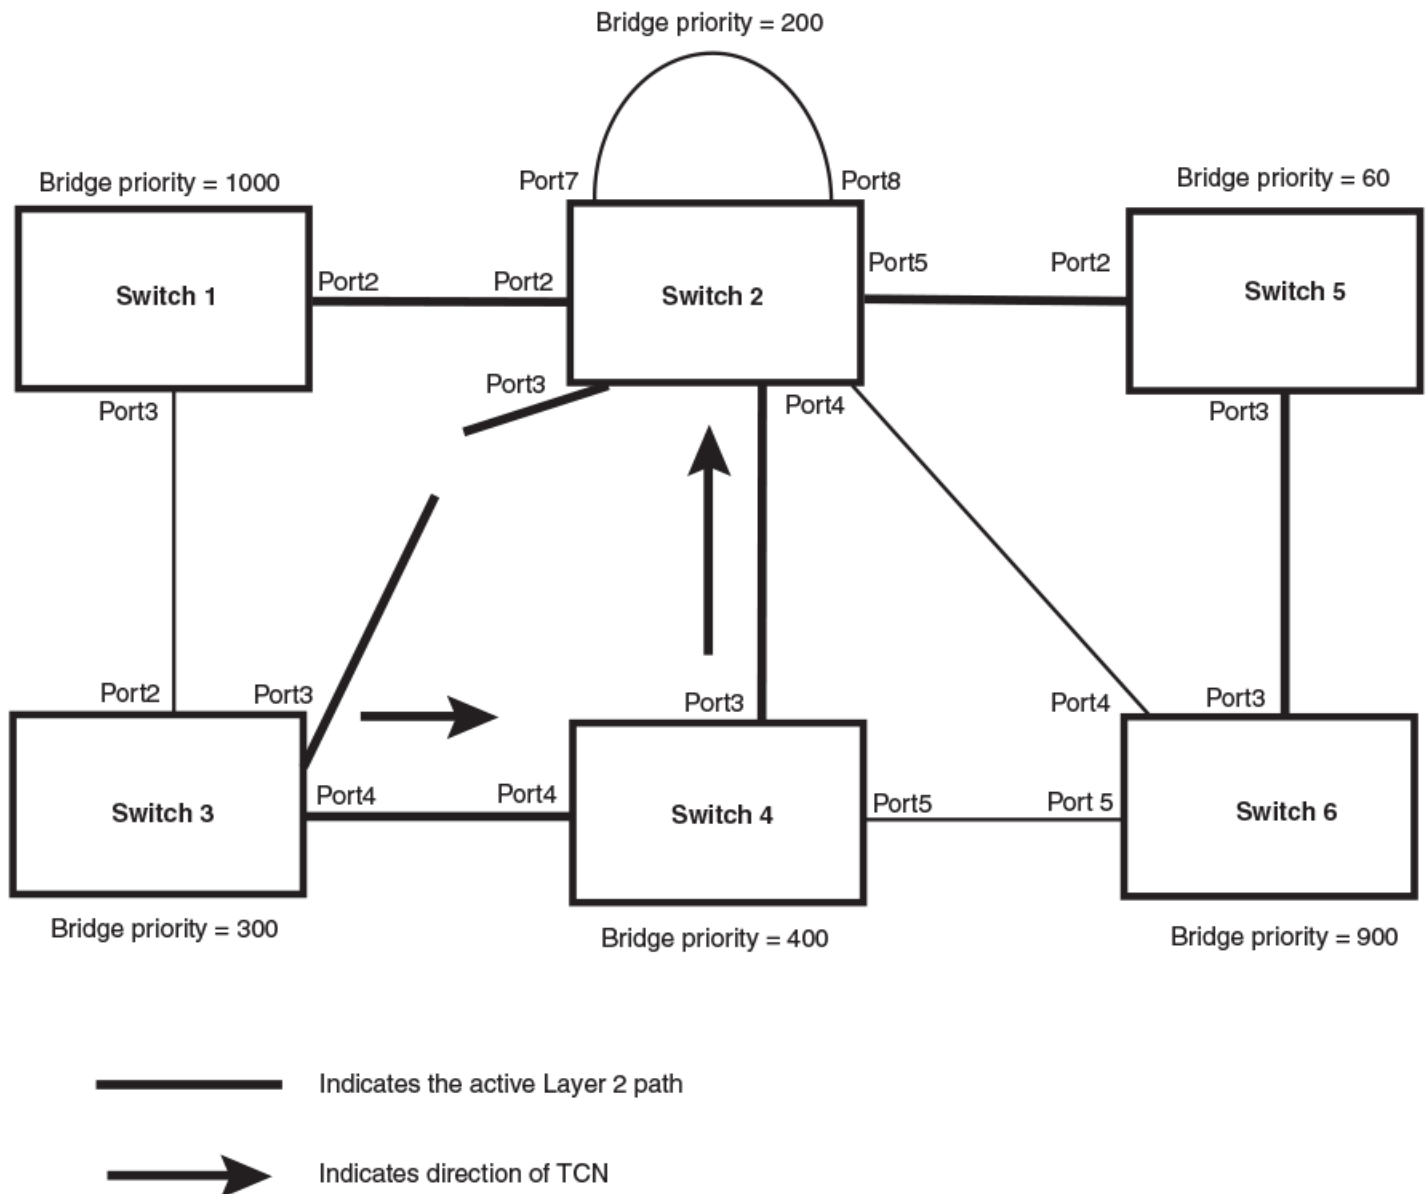 Bridge priority = 200
Bridge priority = 1000
Port7
Port8
Bridge priority = 60
Switch 1
Port2
Port2
Switch 2
Port5
Port2
Switch 5
Port3
Port3
Port4
Port3
Port2
Port3
Port3
Port4
Port3
Switch 3
Port4
Port4
Switch 4
Port5
Port 5
Switch 6
Bridge priority = 300
Bridge priority = 400
Bridge priority = 900
Indicates the active Layer 2 path
Indicates direction of TCN